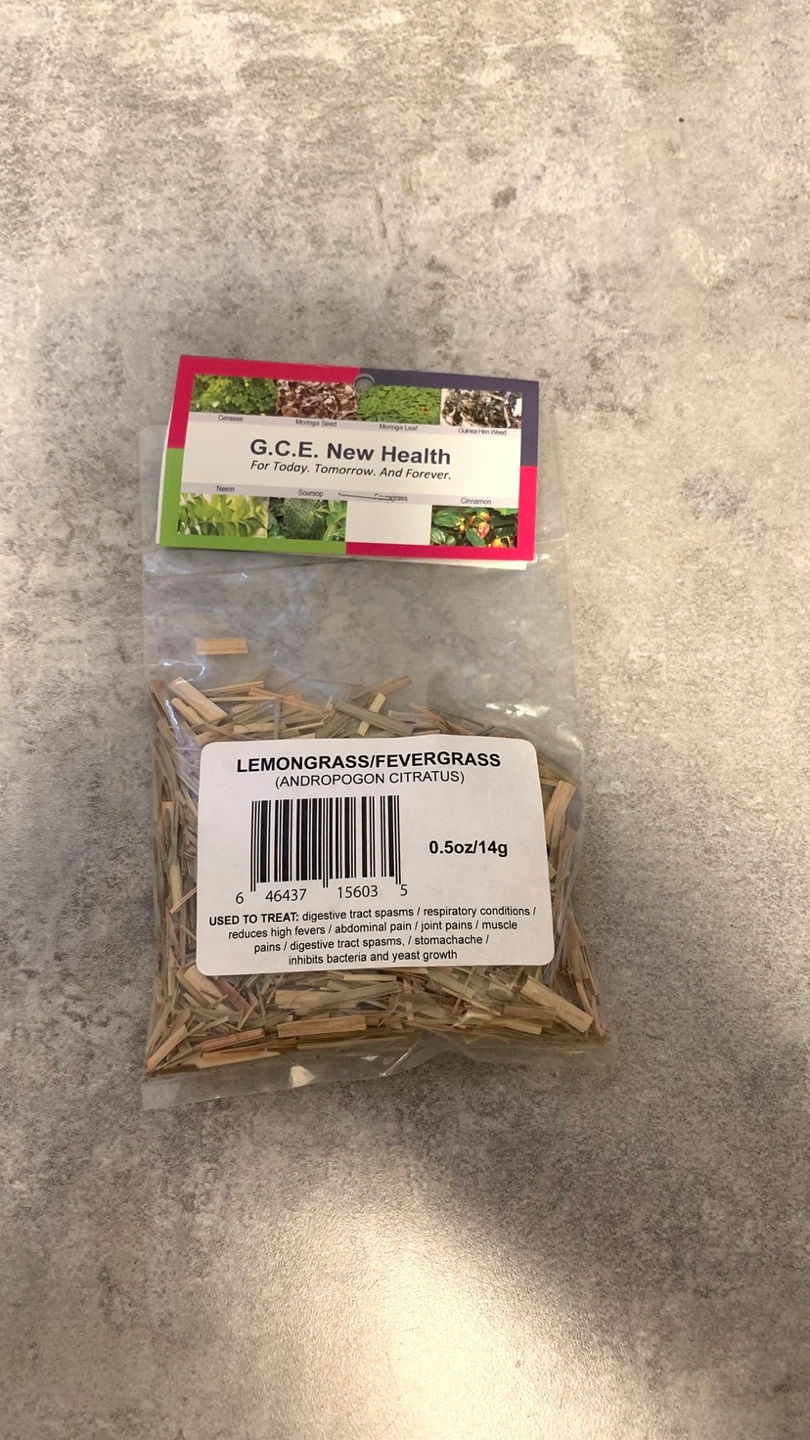 Cerasee
Moringa Seed
Moringa Leaf
Guinea Hen Weed
G.C.E. New Health
For Today. Tomorrow. And Forever.
Neem
Soursop
Cinnamon
LEMONGRASS/FEVERGRASS
(ANDROPOGON CITRATUS)
0.5oz/14g
6 46437 15603 5
USED TO TREAT: digestive tract spasms / respiratory conditions /
reduces high fevers / abdominal pain / joint pains / muscle
pains / digestive tract spasms, / stomachache /
inhibits bacteria and yeast growth